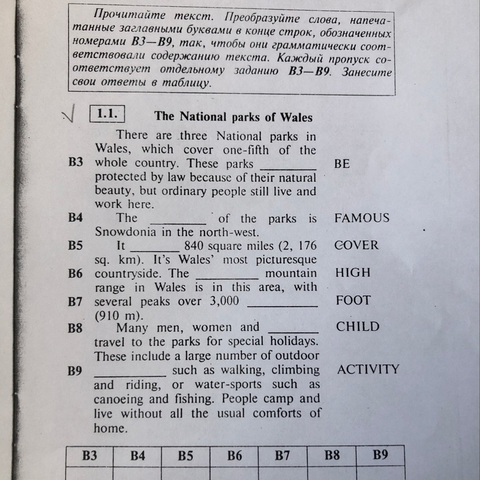 Прочитайте текст. Преобразуйте слова, напеча-
танные заглавными буквами в конце строк, обозначенных
номерами В3—В9, так, чтобы они грамматически соот-
ветствовали содержанию текста. Каждый пропуск со-
ответствует отдельному заданию В3—В9. Занесите
свои ответы в таблицу.
1.1. The National parks of Wales
There are three National parks in
Wales, which cover one-fifth of the
B3 whole country. These parks ________ BE
protected by law because of their natural
beauty, but ordinary people still live and
work here.
B4 The ________ of the parks is FAMOUS
Snowdonia in the north-west.
B5 It ________ 840 square miles (2, 176 COVER
sq. km). It's Wales' most picturesque
B6 countryside. The ________ mountain HIGH
range in Wales is in this area, with
B7 several peaks over 3,000 ________ FOOT
(910 m).
B8 Many men, women and ________ CHILD
travel to the parks for special holidays.
These include a large number of outdoor
B9 ________ such as walking, climbing ACTIVITY
and riding, or water-sports such as
canoeing and fishing. People camp and
live without all the usual comforts of
home.
B3 B4 B5 B6 B7 B8 B9